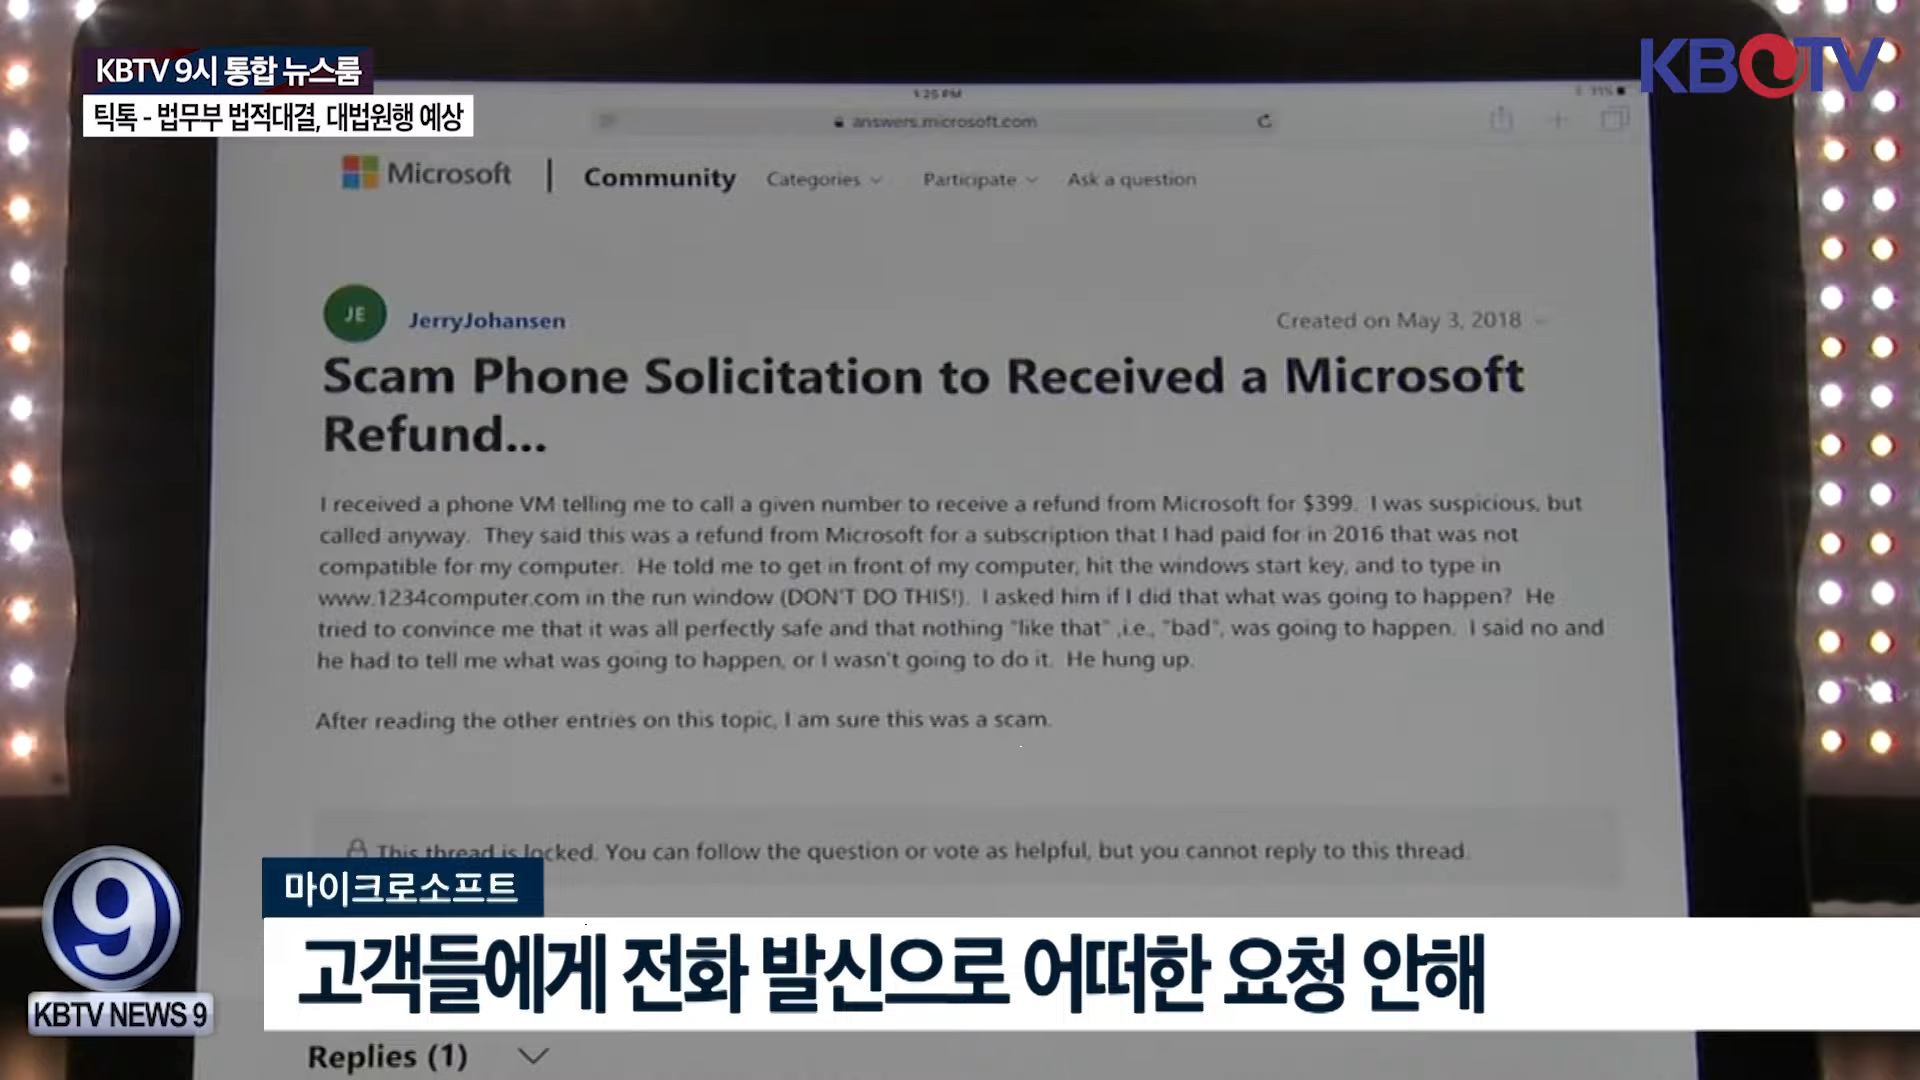 KBTV 9시 통합 뉴스룸
틱톡 - 법무부 법적대결, 대법원행 예상
KBTV
1:25 PM
answers.microsoft.com
Microsoft | Community Categories Participate Ask a question
JE JerryJohansen Created on May 3, 2018
Scam Phone Solicitation to Received a Microsoft
Refund...
I received a phone VM telling me to call a given number to receive a refund from Microsoft for $399. I was suspicious, but
called anyway. They said this was a refund from Microsoft for a subscription that I had paid for in 2016 that was not
compatible for my computer. He told me to get in front of my computer, hit the windows start key, and to type in
www.1234computer.com in the run window (DON'T DO THIS!). I asked him if I did that what was going to happen? He
tried to convince me that it was all perfectly safe and that nothing "like that" ,i.e., "bad", was going to happen. I said no and
he had to tell me what was going to happen, or I wasn't going to do it. He hung up.
After reading the other entries on this topic, I am sure this was a scam.
This thread is locked. You can follow the question or vote as helpful, but you cannot reply to this thread.
마이크로소프트
고객들에게 전화 발신으로 어떠한 요청 안해
9
KBTV NEWS 9
Replies (1)